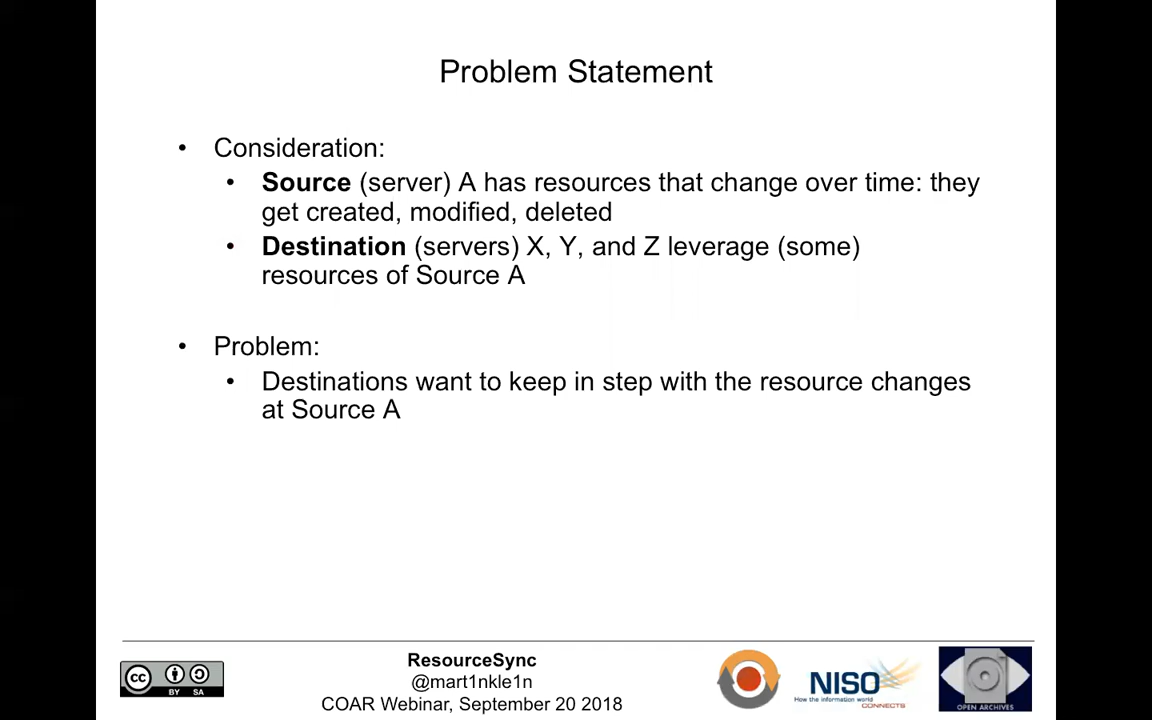 Problem Statement
• Consideration:
• Source (server) A has resources that change over time: they
get created, modified, deleted
• Destination (servers) X, Y, and Z leverage (some)
resources of Source A
• Problem:
• Destinations want to keep in step with the resource changes
at Source A
cc BY SA
ResourceSync
@mart1nkle1n
COAR Webinar, September 20 2018
NISO
How the information world
CONNECTS
OPEN ARCHIVES